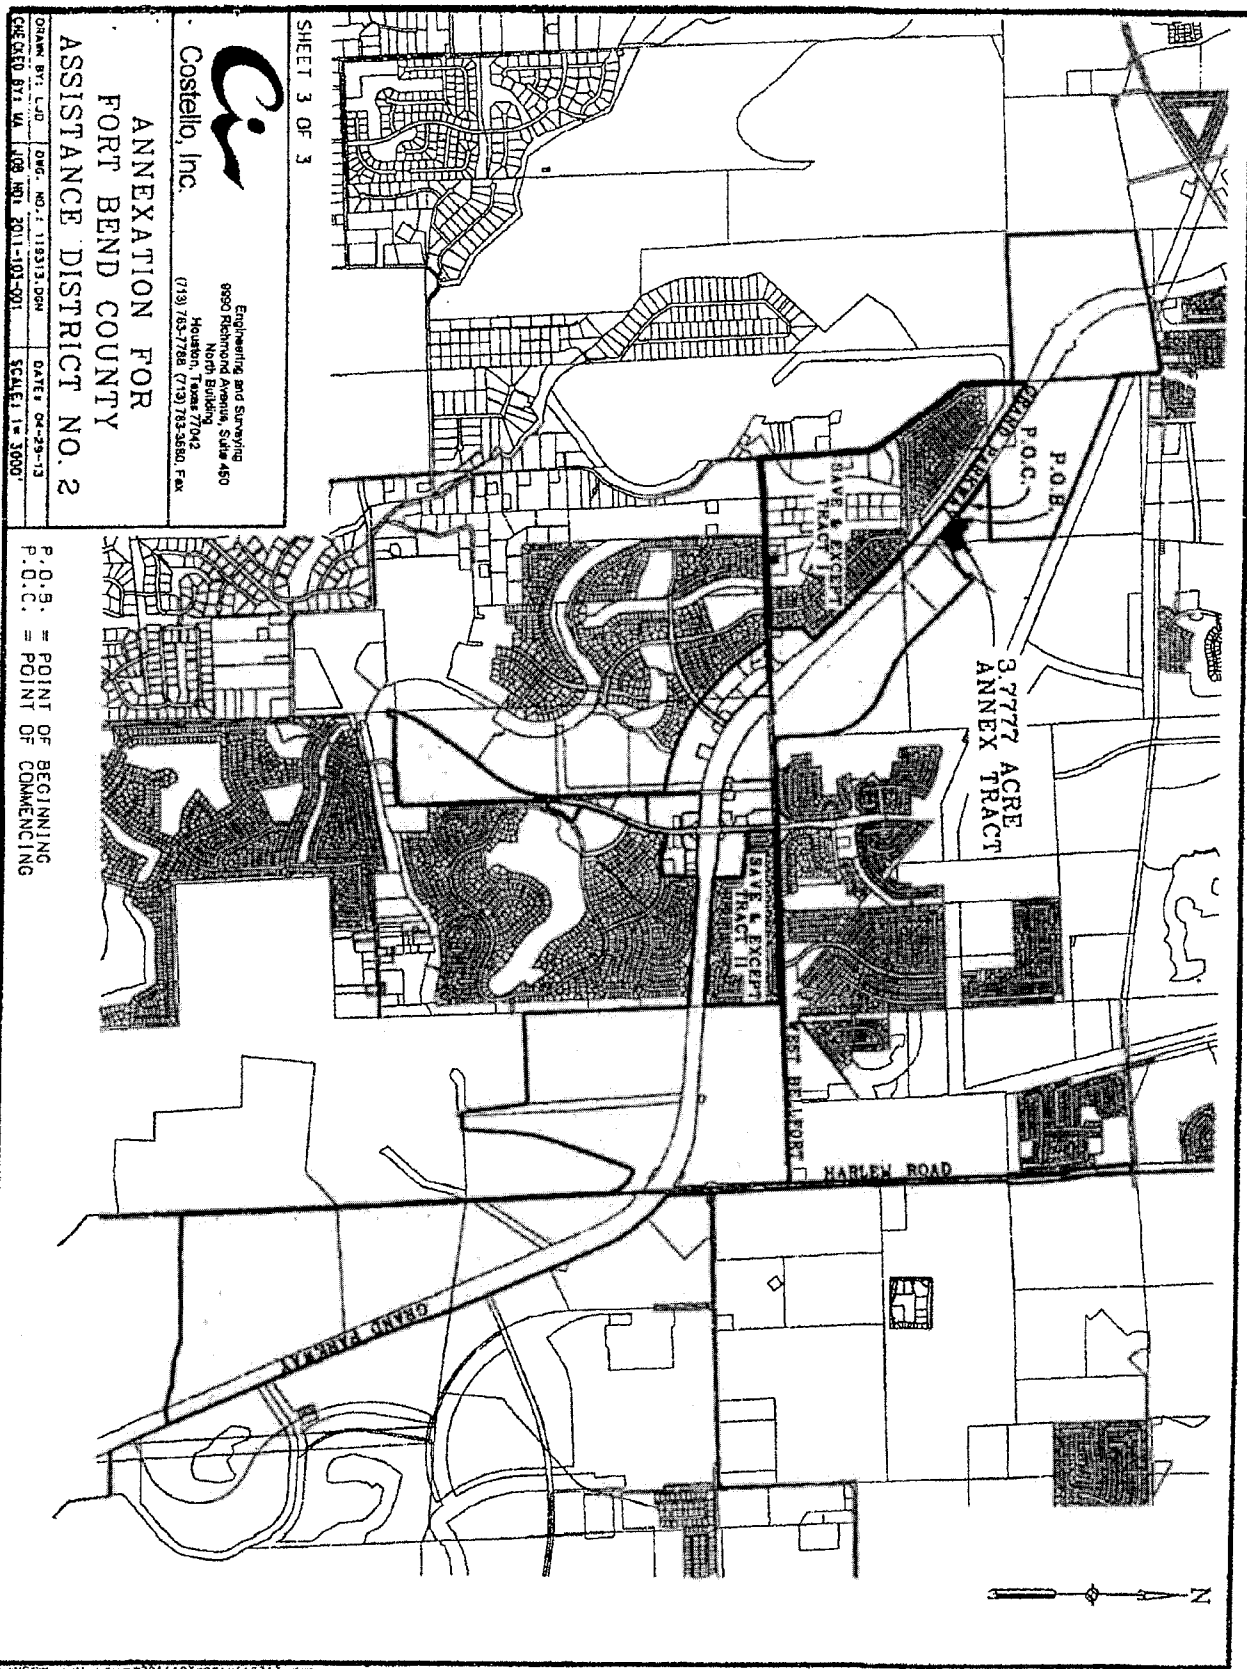 N
3.7777 ACRE
ANNEX TRACT
P.O.B.
P.O.C.
GRAND PARKWAY
SAVE & EXCEPT
TRACT I
SAVE & EXCEPT
TRACT II
WEST BELLFORT
HARLEM ROAD
GRAND PARKWAY
SHEET 3 OF 3
Costello, Inc.
Engineering and Surveying
9990 Richmond Avenue, Suite 450
North Building
Houston, Texas 77042
(713) 783-7788 (713) 783-3580, Fax
ANNEXATION FOR
FORT BEND COUNTY
ASSISTANCE DISTRICT NO. 2
DRAWN BY: LJD DWG. NO.: 119313.DGN DATE: 04-29-13
CHECKED BY: MA JOB NO: 2011-103-001 SCALE: 1"= 3000'
P.O.B. = POINT OF BEGINNING
P.O.C. = POINT OF COMMENCING